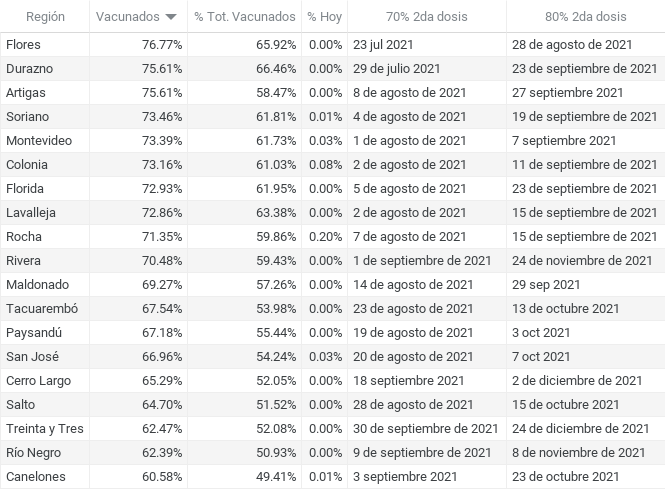 Región Vacunados % Tot. Vacunados % Hoy 70% 2da dosis 80% 2da dosis
Flores 76.77% 65.92% 0.00% 23 jul 2021 28 de agosto de 2021
Durazno 75.61% 66.46% 0.00% 29 de julio 2021 23 de septiembre de 2021
Artigas 75.61% 58.47% 0.00% 8 de agosto de 2021 27 septiembre 2021
Soriano 73.46% 61.81% 0.01% 4 de agosto de 2021 19 de septiembre de 2021
Montevideo 73.39% 61.73% 0.03% 1 de agosto de 2021 7 septiembre 2021
Colonia 73.16% 61.03% 0.08% 2 de agosto de 2021 11 de septiembre de 2021
Florida 72.93% 61.95% 0.00% 5 de agosto de 2021 23 de septiembre de 2021
Lavalleja 72.86% 63.38% 0.00% 2 de agosto de 2021 15 de septiembre de 2021
Rocha 71.35% 59.86% 0.20% 7 de agosto de 2021 15 de septiembre de 2021
Rivera 70.48% 59.43% 0.00% 1 de septiembre de 2021 24 de noviembre de 2021
Maldonado 69.27% 57.26% 0.00% 14 de agosto de 2021 29 sep 2021
Tacuarembó 67.54% 53.98% 0.00% 23 de agosto de 2021 13 de octubre 2021
Paysandú 67.18% 55.44% 0.00% 19 de agosto de 2021 3 oct 2021
San José 66.96% 54.24% 0.03% 20 de agosto de 2021 7 oct 2021
Cerro Largo 65.29% 52.05% 0.00% 18 septiembre 2021 2 de diciembre de 2021
Salto 64.70% 51.52% 0.00% 28 de agosto de 2021 15 de octubre 2021
Treinta y Tres 62.47% 52.08% 0.00% 30 de septiembre de 2021 24 de diciembre de 2021
Río Negro 62.39% 50.93% 0.00% 9 de septiembre de 2021 8 de noviembre de 2021
Canelones 60.58% 49.41% 0.01% 3 septiembre 2021 23 de octubre 2021